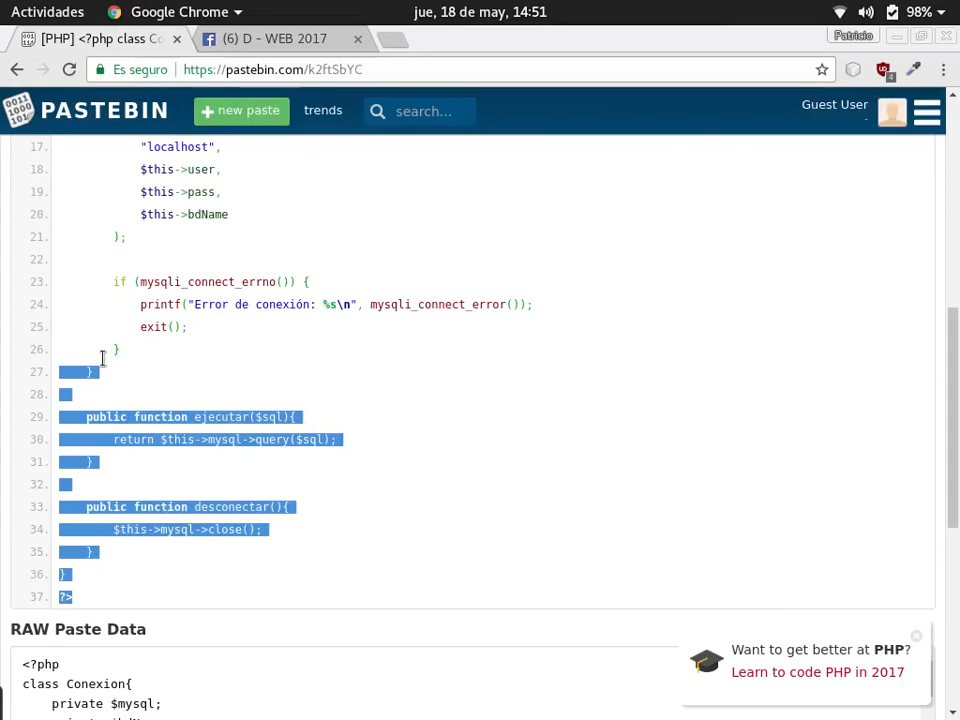 Actividades Google Chrome jue, 18 de may, 14:51 98%
[PHP] <?php class Co (6) D - WEB 2017 Patricio
Es seguro https://pastebin.com/k2ftSbYC 4
0011 1000 101 PASTEBIN + new paste trends search... Guest User
-
17. "localhost",
18. $this->user,
19. $this->pass,
20. $this->bdName
21. );
22.
23. if (mysqli_connect_errno()) {
24. printf("Error de conexión: %s\n", mysqli_connect_error());
25. exit();
26. }
27. }
28.
29. public function ejecutar($sql){
30. return $this->mysql->query($sql);
31. }
32.
33. public function desconectar(){
34. $this->mysql->close();
35. }
36. }
37. ?>
RAW Paste Data
Want to get better at PHP?
Learn to code PHP in 2017
<?php
class Conexion{
private $mysql;